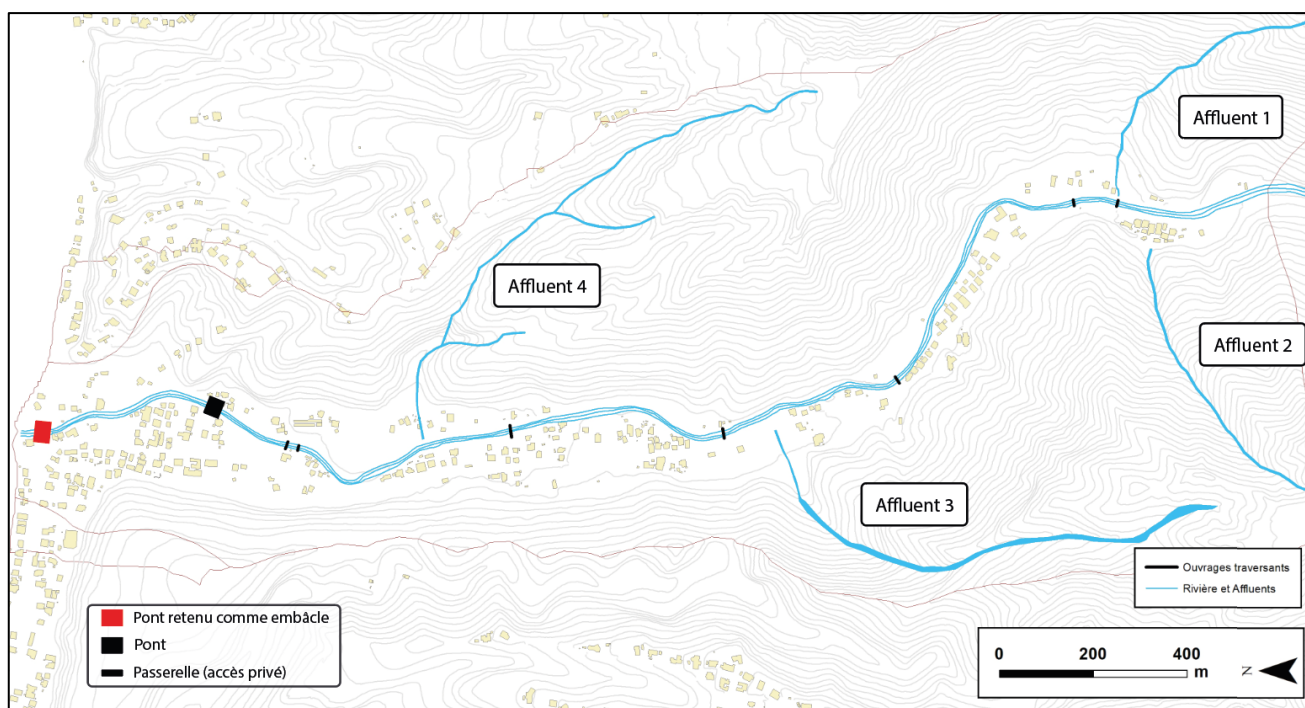 Affluent 1
Affluent 4
Affluent 2
Affluent 3
Ouvrages traversants
Rivière et Affluents
Pont retenu comme embâcle
Pont
Passerelle (accès privé)
0 200 400
m
N